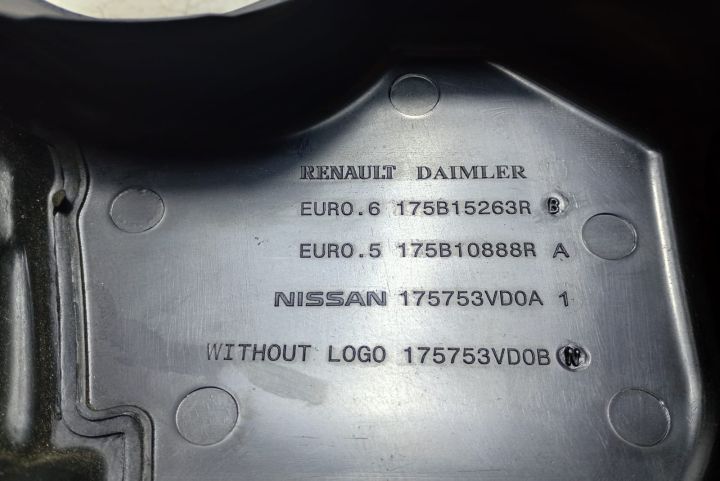 RENAULT DAIMLER
EURO.6 175B15263R B
EURO.5 175B10888R A
NISSAN 175753VD0A 1
WITHOUT LOGO 175753VD0B